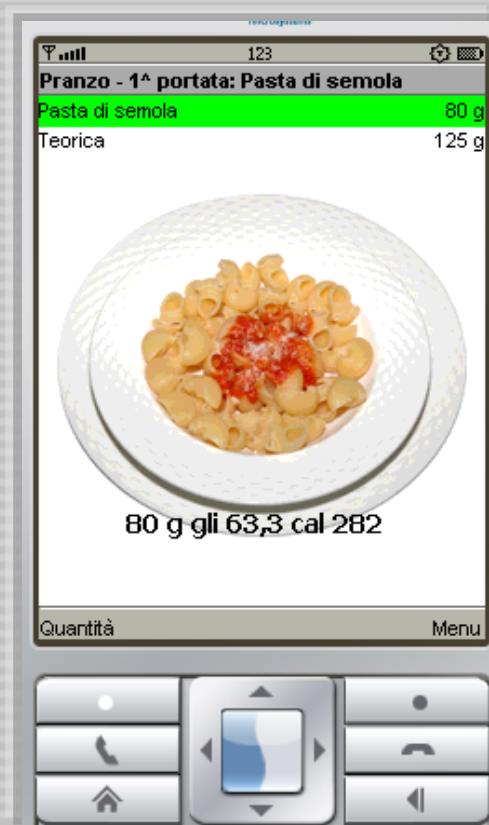 123
Pranzo - 1^ portata: Pasta di semola
Pasta di semola 80 g
Teorica 125 g
80 g gli 63,3 cal 282
Quantità Menu